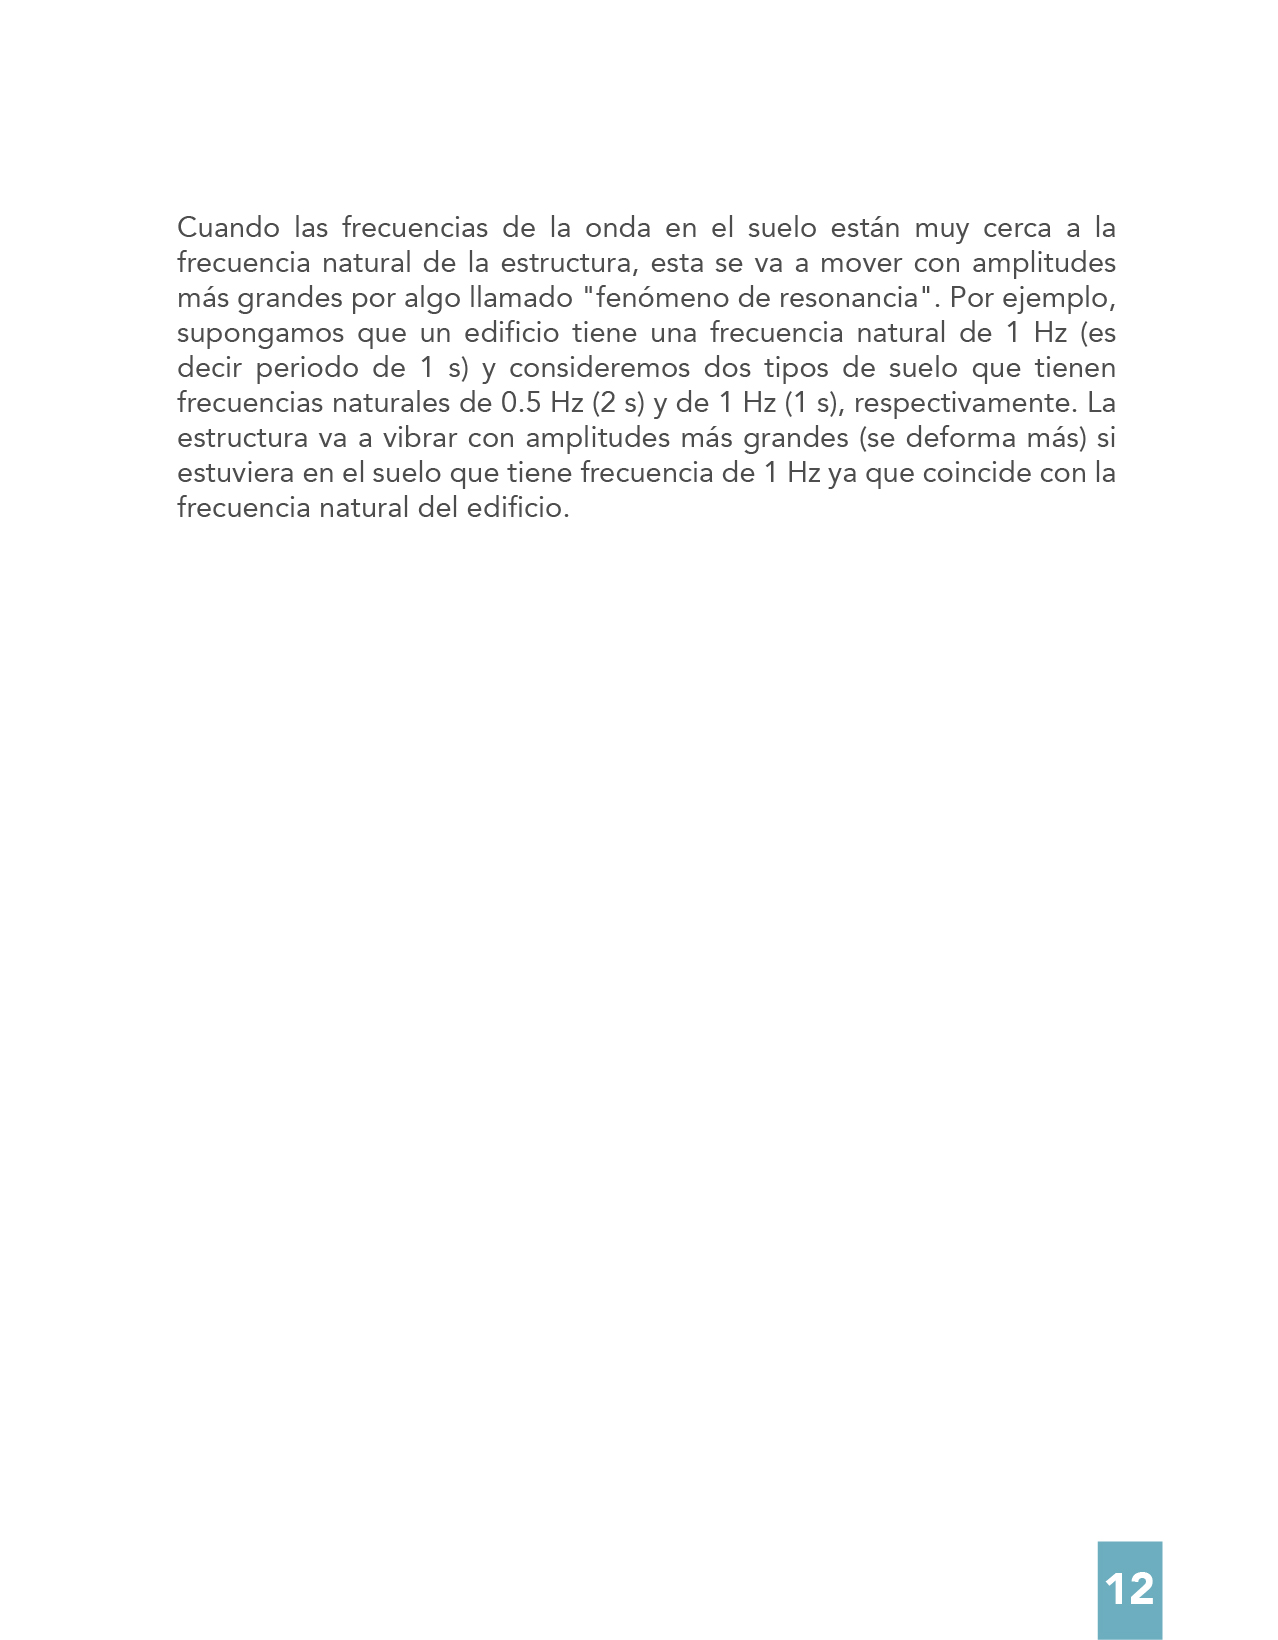 Cuando las frecuencias de la onda en el suelo están muy cerca a la
frecuencia natural de la estructura, esta se va a mover con amplitudes
más grandes por algo llamado "fenómeno de resonancia". Por ejemplo,
supongamos que un edificio tiene una frecuencia natural de 1 Hz (es
decir periodo de 1 s) y consideremos dos tipos de suelo que tienen
frecuencias naturales de 0.5 Hz (2 s) y de 1 Hz (1 s), respectivamente. La
estructura va a vibrar con amplitudes más grandes (se deforma más) si
estuviera en el suelo que tiene frecuencia de 1 Hz ya que coincide con la
frecuencia natural del edificio.
12